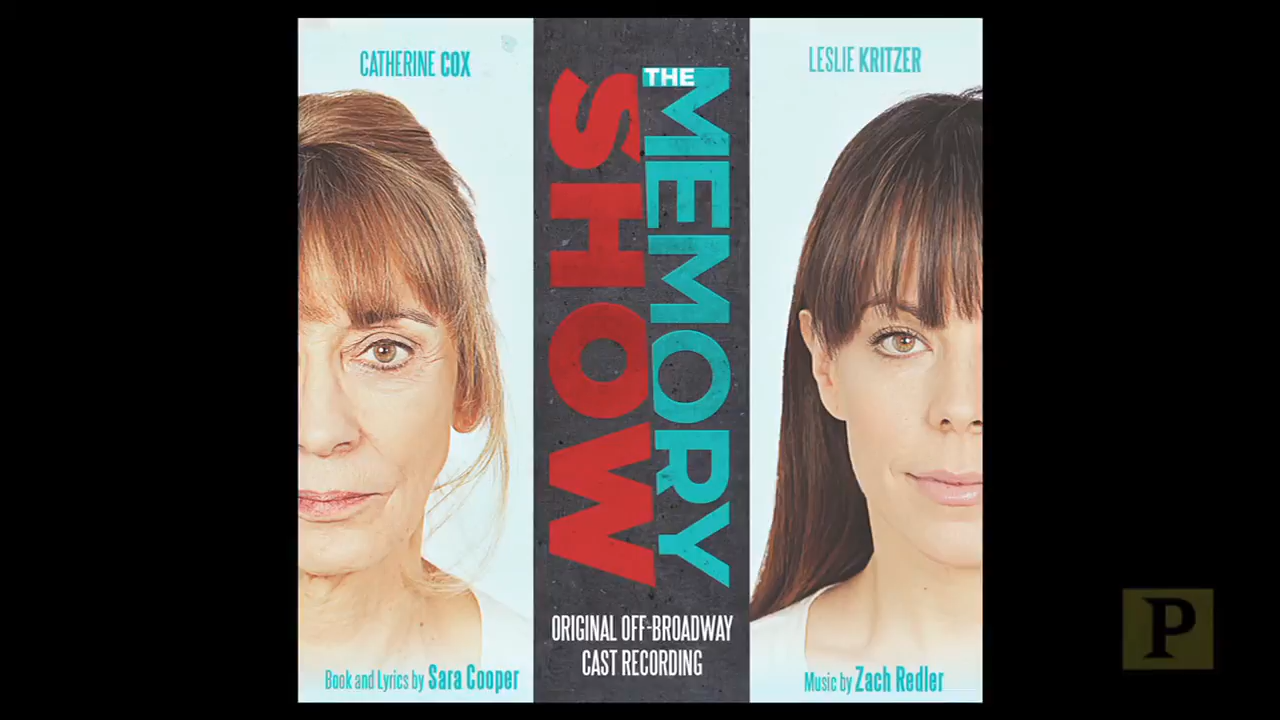 CATHERINE COX
LESLIE KRITZER
THE MEMORY
SHOW
ORIGINAL OFF-BROADWAY
CAST RECORDING
Book and Lyrics by Sara Cooper
Music by Zach Redler
P